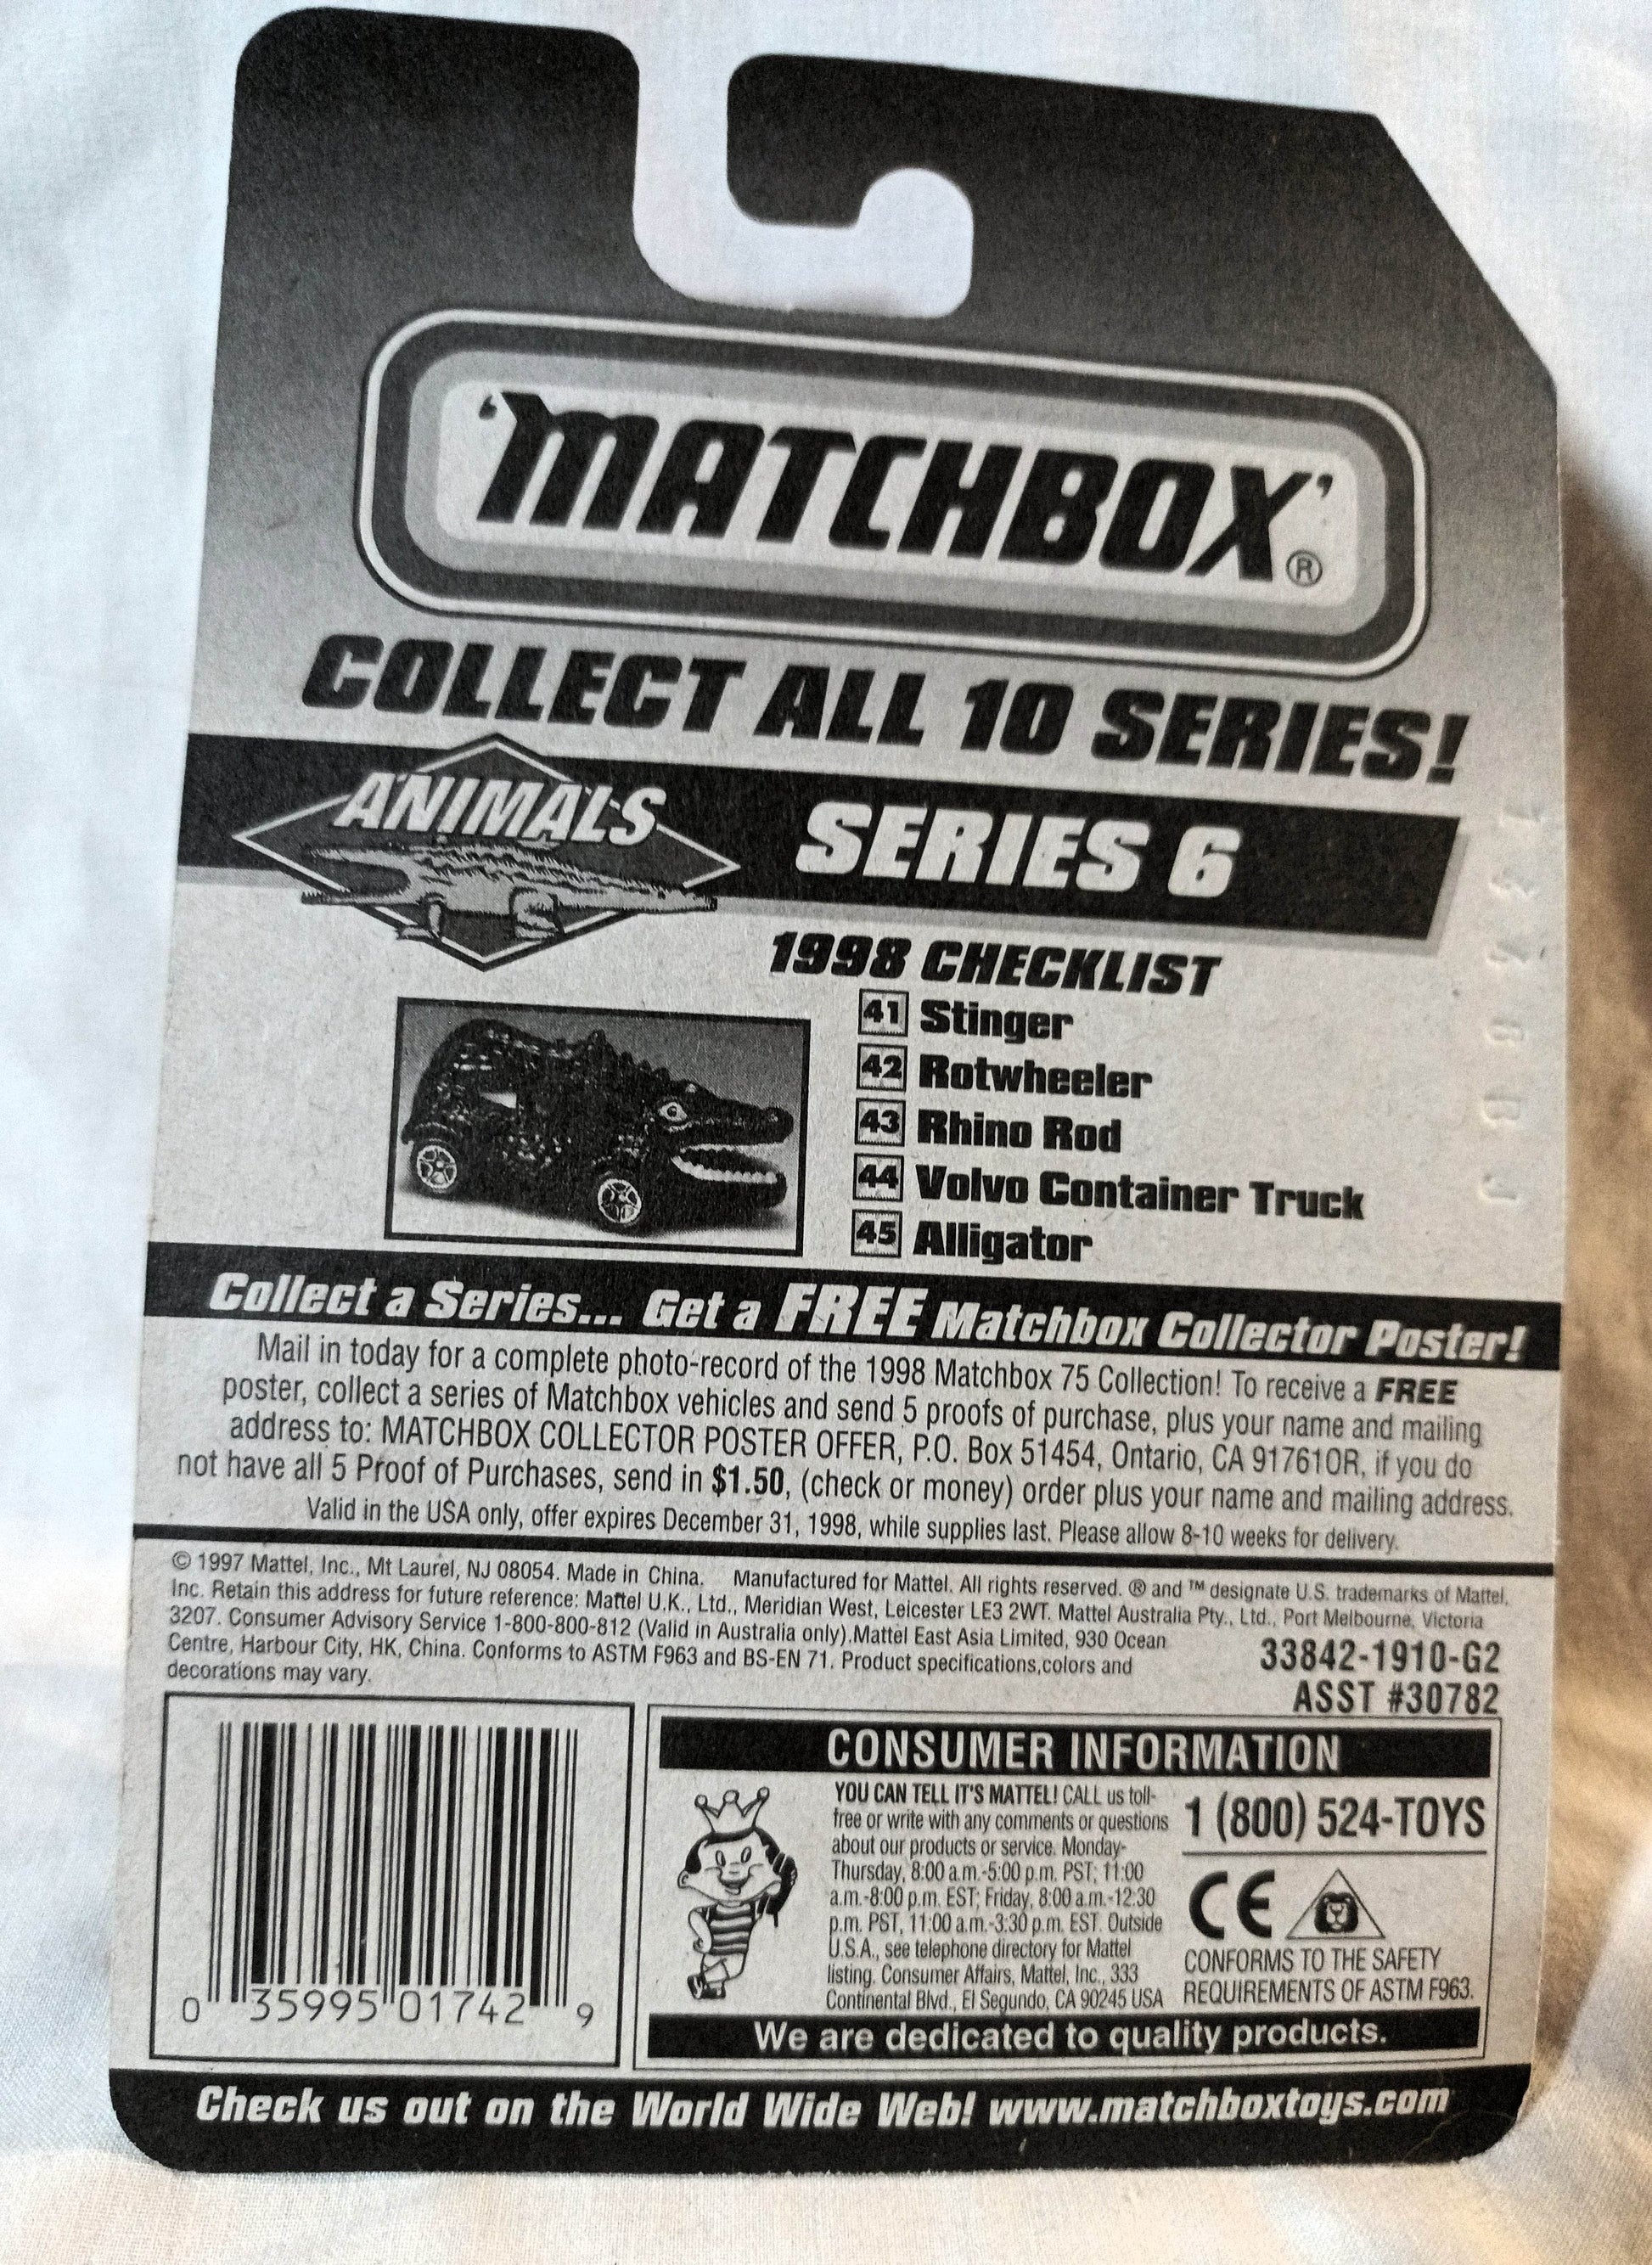 'MATCHBOX'®
COLLECT ALL 10 SERIES!
ANIMALS
SERIES 6
1998 CHECKLIST
41 Stinger
42 Rotwheeler
43 Rhino Rod
44 Volvo Container Truck
45 Alligator
Collect a Series... Get a FREE Matchbox Collector Poster!
Mail in today for a complete photo-record of the 1998 Matchbox 75 Collection! To receive a FREE
poster, collect a series of Matchbox vehicles and send 5 proofs of purchase, plus your name and mailing
address to: MATCHBOX COLLECTOR POSTER OFFER, P.O. Box 51454, Ontario, CA 91761OR, if you do
not have all 5 Proof of Purchases, send in $1.50, (check or money) order plus your name and mailing address.
Valid in the USA only, offer expires December 31, 1998, while supplies last. Please allow 8-10 weeks for delivery.
© 1997 Mattel, Inc., Mt Laurel, NJ 08054. Made in China. Manufactured for Mattel. All rights reserved. ® and ™ designate U.S. trademarks of Mattel,
Inc. Retain this address for future reference: Mattel U.K., Ltd., Meridian West, Leicester LE3 2WT. Mattel Australia Pty., Ltd., Port Melbourne, Victoria
3207. Consumer Advisory Service 1-800-800-812 (Valid in Australia only).Mattel East Asia Limited, 930 Ocean
Centre, Harbour City, HK, China. Conforms to ASTM F963 and BS-EN 71. Product specifications,colors and
decorations may vary.
33842-1910-G2
ASST #30782
0 35995 01742 9
CONSUMER INFORMATION
YOU CAN TELL IT'S MATTEL! CALL us toll-
free or write with any comments or questions
about our products or service. Monday-
Thursday, 8:00 a.m.-5:00 p.m. PST; 11:00
a.m.-8:00 p.m. EST; Friday, 8:00 a.m.-12:30
p.m. PST, 11:00 a.m.-3:30 p.m. EST. Outside
U.S.A., see telephone directory for Mattel
listing. Consumer Affairs, Mattel, Inc., 333
Continental Blvd., El Segundo, CA 90245 USA
1 (800) 524-TOYS
CE
CONFORMS TO THE SAFETY
REQUIREMENTS OF ASTM F963.
We are dedicated to quality products.
Check us out on the World Wide Web! www.matchboxtoys.com